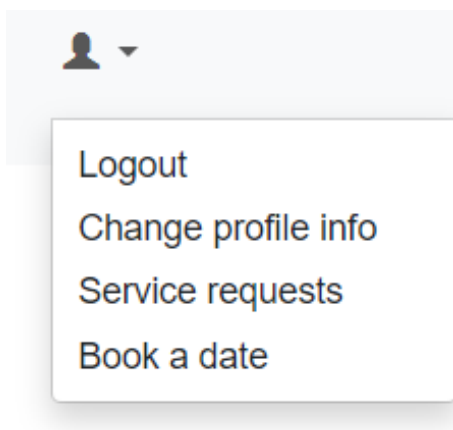 Logout
Change profile info
Service requests
Book a date